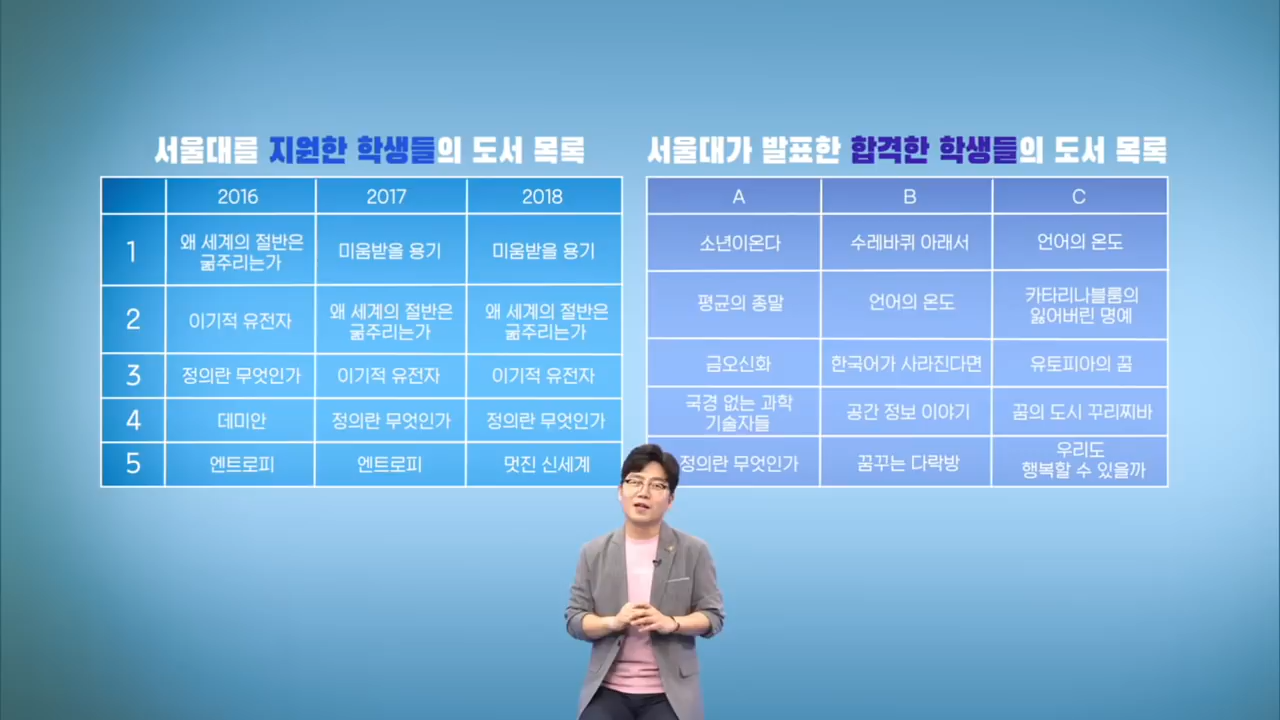 서울대를 지원한 학생들의 도서 목록
2016 2017 2018
1 왜 세계의 절반은
굶주리는가 미움받을 용기 미움받을 용기
2 이기적 유전자 왜 세계의 절반은
굶주리는가 왜 세계의 절반은
굶주리는가
3 정의란 무엇인가 이기적 유전자 이기적 유전자
4 데미안 정의란 무엇인가 정의란 무엇인가
5 엔트로피 엔트로피 멋진 신세계
서울대가 발표한 합격한 학생들의 도서 목록
A B C
소년이온다 수레바퀴 아래서 언어의 온도
평균의 종말 언어의 온도 카타리나블룸의
잃어버린 명예
금오신화 한국어가 사라진다면 유토피아의 꿈
국경 없는 과학
기술자들 공간 정보 이야기 꿈의 도시 꾸리찌바
정의란 무엇인가 꿈꾸는 다락방 우리도
행복할 수 있을까